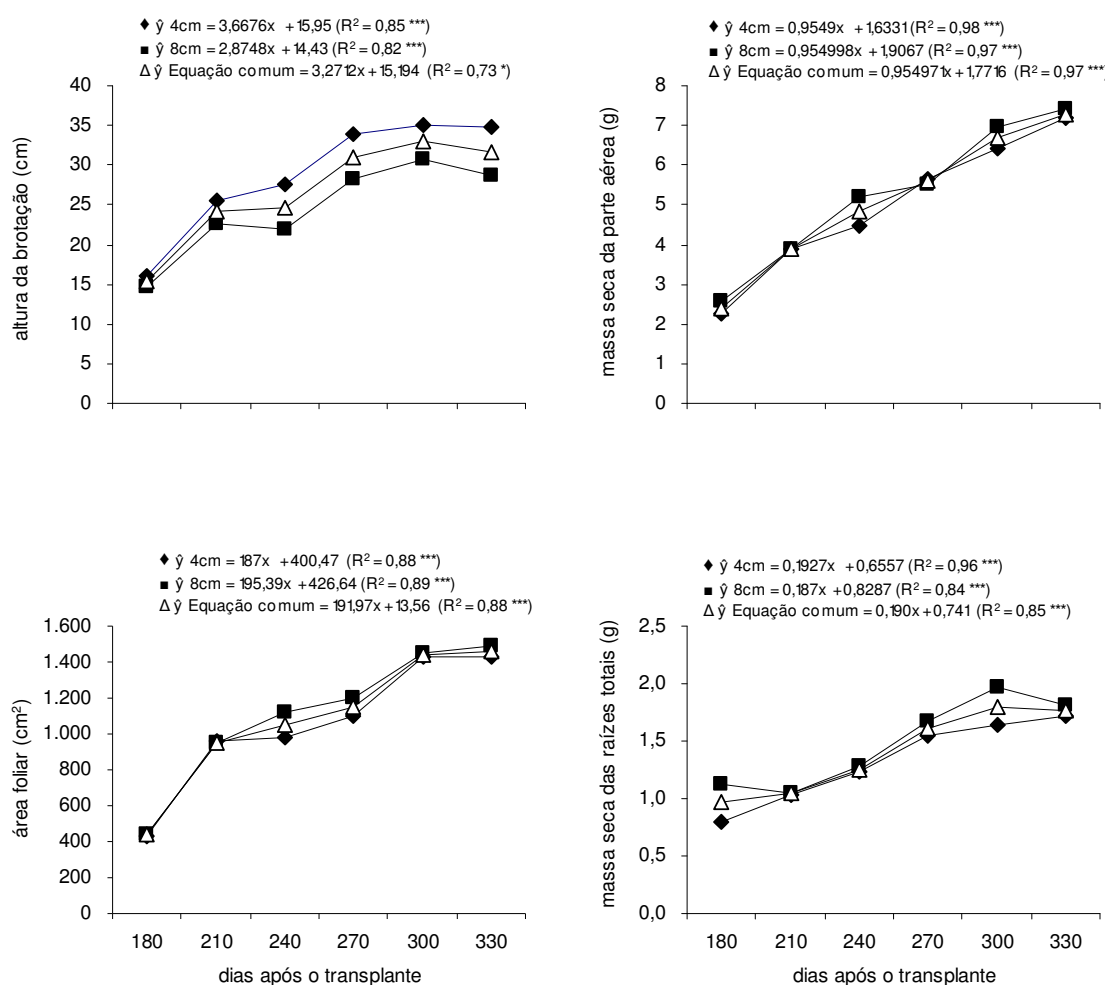 ♦ ŷ 4cm = 3,6676x + 15,95 (R² = 0,85 ***)
■ ŷ 8cm = 2,8748x + 14,43 (R² = 0,82 ***)
Δ ŷ Equação comum = 3,2712x + 15,194 (R² = 0,73 *)
40
35
30
25
20
15
10
5
0
altura da brotação (cm)
♦ ŷ 4cm = 0,9549x + 1,6331 (R² = 0,98 ***)
■ ŷ 8cm = 0,954998x + 1,9067 (R² = 0,97 ***)
Δ ŷ Equação comum = 0,954971x + 1,7716 (R² = 0,97 ***)
8
7
6
5
4
3
2
1
0
massa seca da parte aérea (g)
♦ ŷ 4cm = 187x + 400,47 (R² = 0,88 ***)
■ ŷ 8cm = 195,39x + 426,64 (R² = 0,89 ***)
Δ ŷ Equação comum = 191,97x + 13,56 (R² = 0,88 ***)
1.600
1.400
1.200
1.000
800
600
400
200
0
área foliar (cm²)
180 210 240 270 300 330
dias após o transplante
♦ ŷ 4cm = 0,1927x + 0,6557 (R² = 0,96 ***)
■ ŷ 8cm = 0,187x + 0,8287 (R² = 0,84 ***)
Δ ŷ Equação comum = 0,190x + 0,741 (R² = 0,85 ***)
2,5
2,0
1,5
1,0
0,5
0,0
massa seca das raízes totais (g)
180 210 240 270 300 330
dias após o transplante